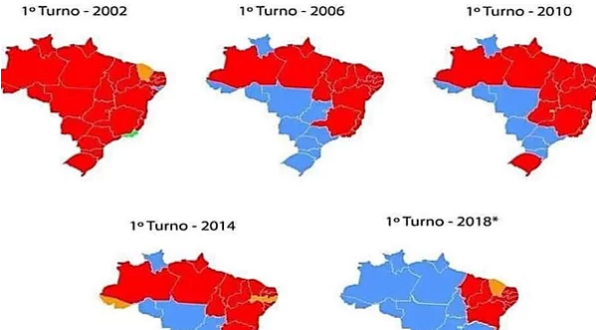 1º Turno - 2002
1º Turno - 2006
1º Turno - 2010
1º Turno - 2014
1º Turno - 2018*